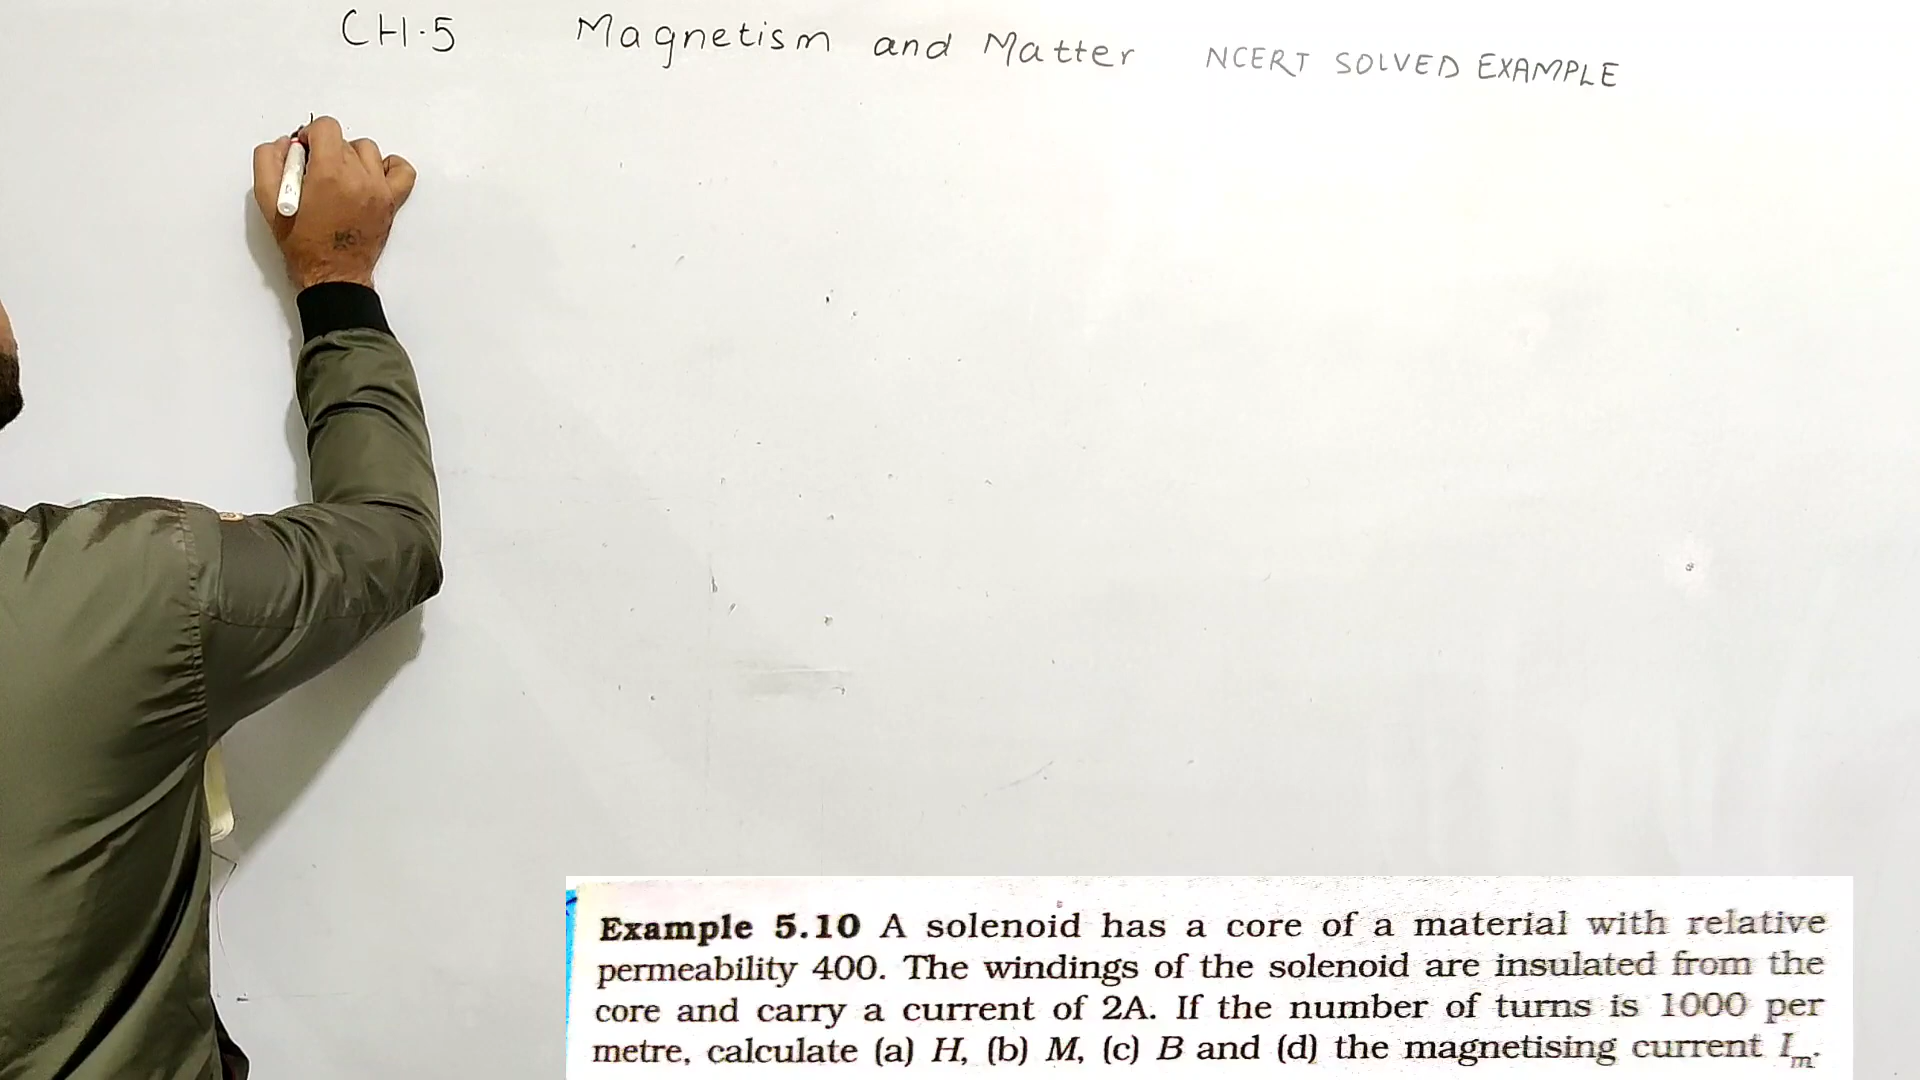 CH.5 Magnetism and Matter NCERT SOLVED EXAMPLE
Example 5.10 A solenoid has a core of a material with relative
permeability 400. The windings of the solenoid are insulated from the
core and carry a current of 2A. If the number of turns is 1000 per
metre, calculate (a) H, (b) M, (c) B and (d) the magnetising current Im.